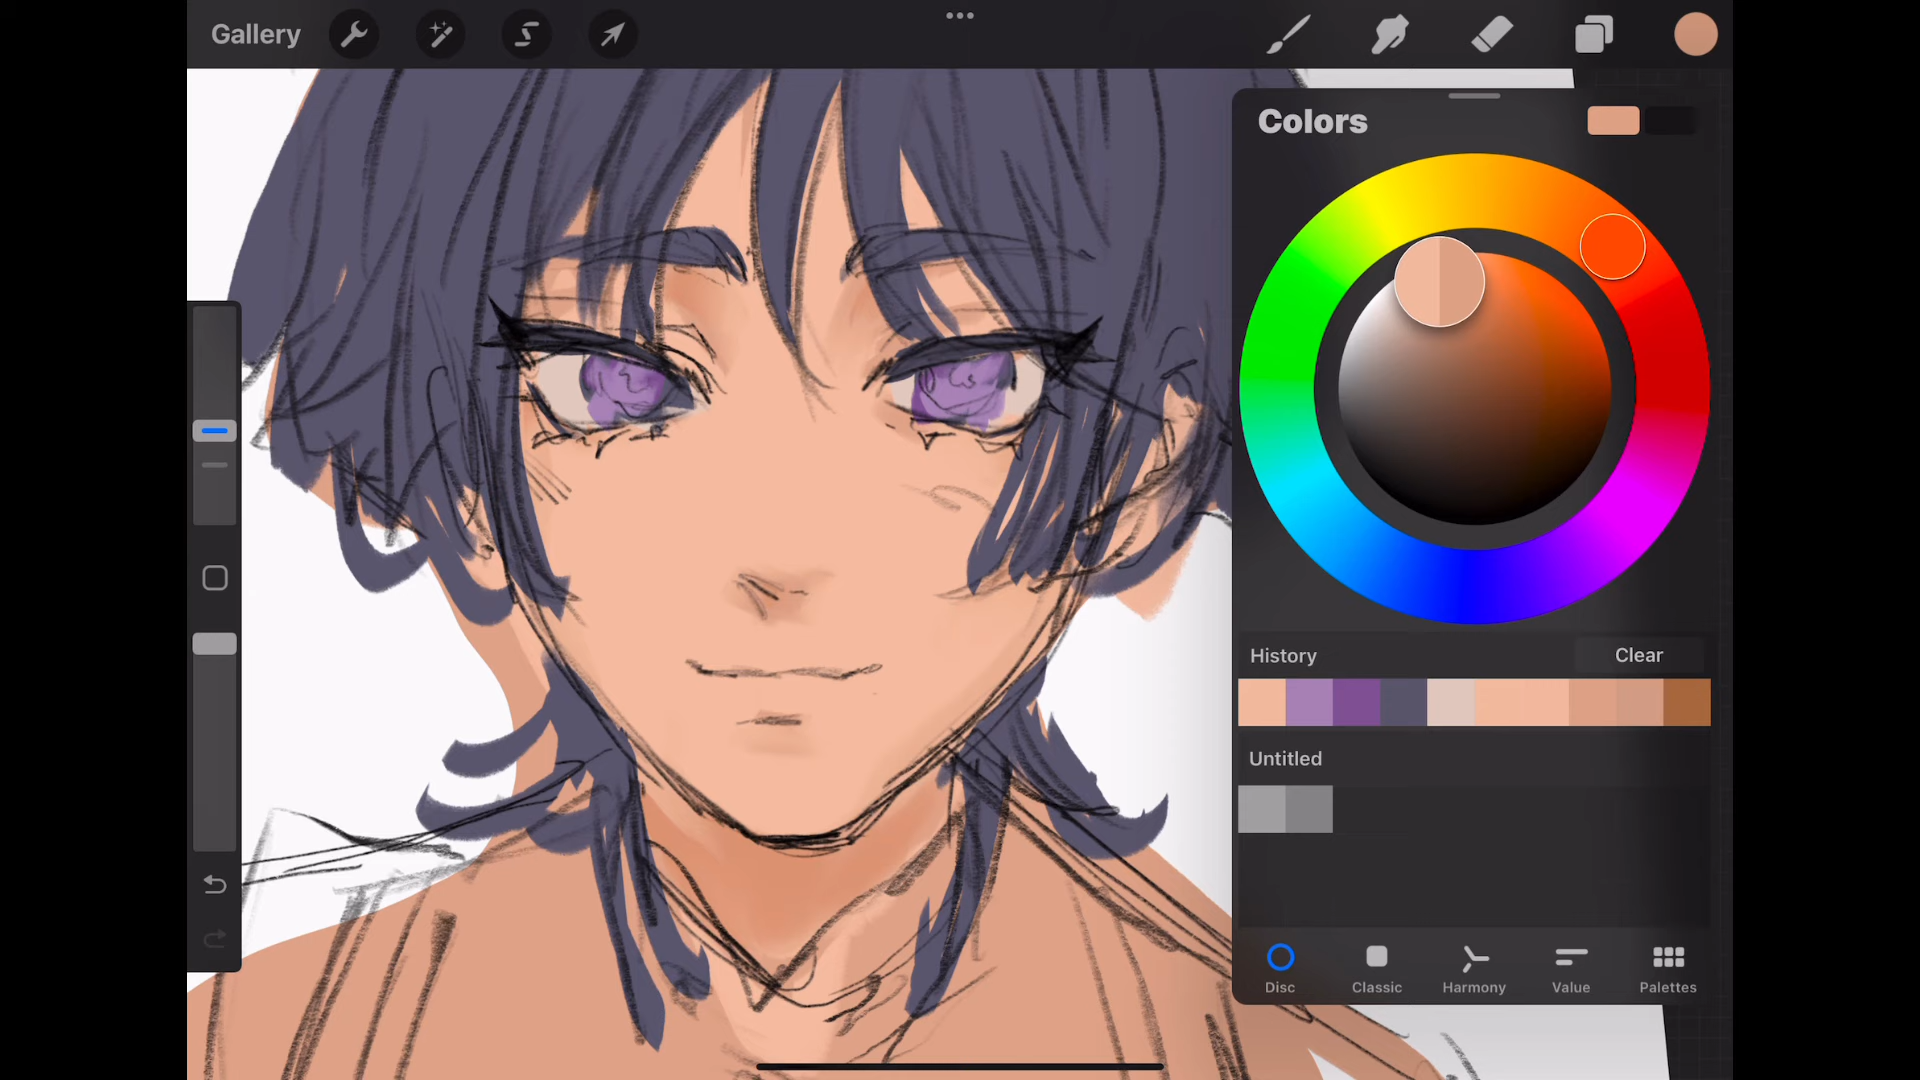 Gallery
Colors
History
Clear
Untitled
Disc
Classic
Harmony
Value
Palettes